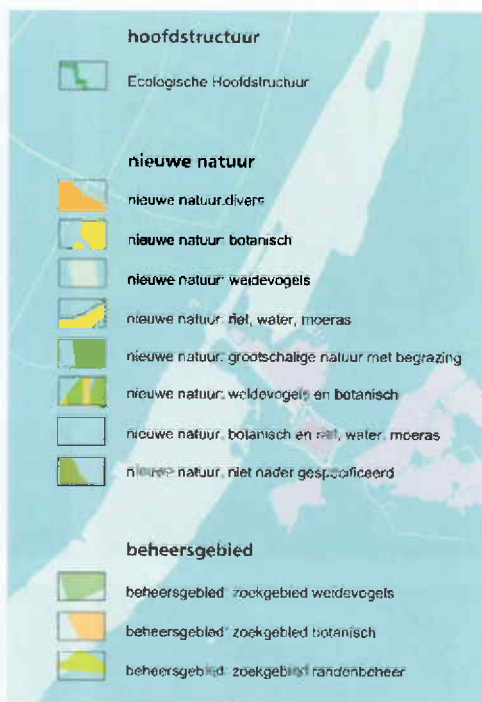 hoofdstructuur
Ecologische Hoofdstructuur
nieuwe natuur
nieuwe natuur: divers
nieuwe natuur: botanisch
nieuwe natuur: weidevogels
nieuwe natuur: riet, water, moeras
nieuwe natuur: grootschalige natuur met begrazing
nieuwe natuur: weidevogels en botanisch
nieuwe natuur: botanisch en riet, water, moeras
nieuwe natuur: niet nader gespecificeerd
beheersgebied
beheersgebied: zoekgebied weidevogels
beheersgebied: zoekgebied botanisch
beheersgebied: zoekgebied randenbeheer